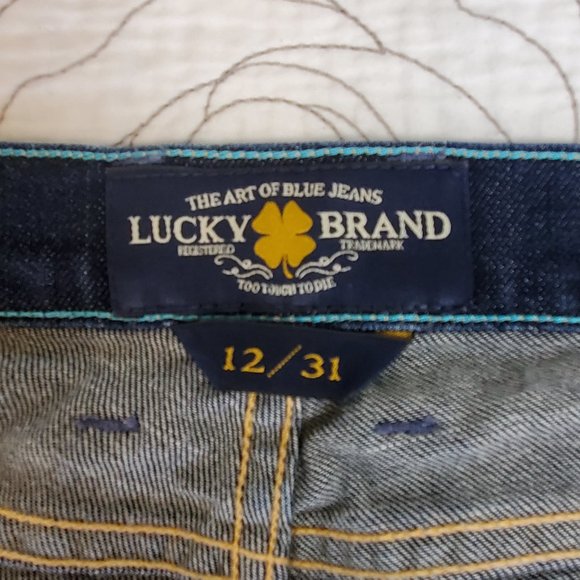 THE ART OF BLUE JEANS
LUCKY BRAND
REGISTERED TRADEMARK
TOO TOUGH TO DIE
12/31